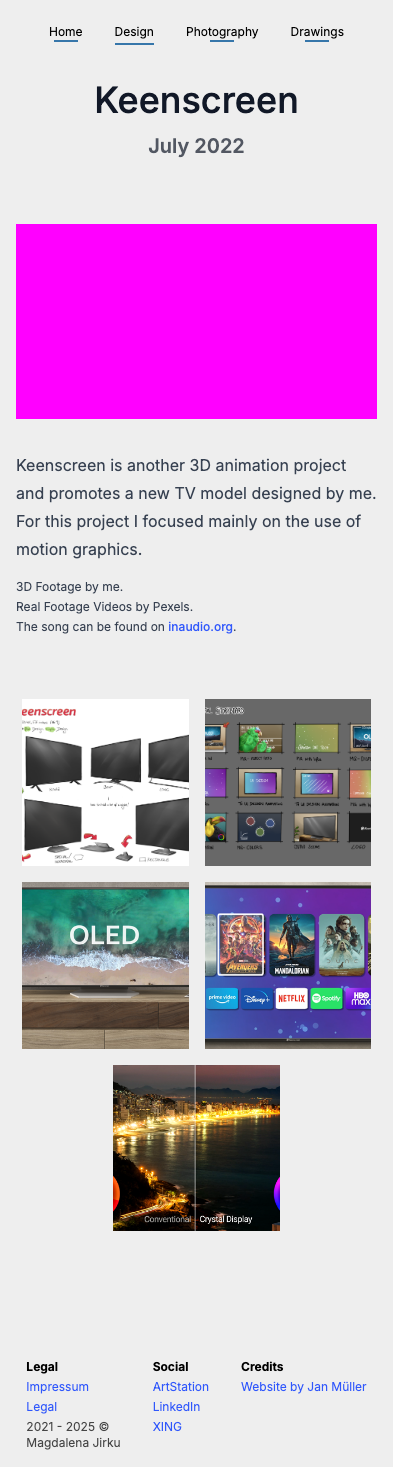 Home Design Photography Drawings
Keenscreen
July 2022
Keenscreen is another 3D animation project
and promotes a new TV model designed by me.
For this project I focused mainly on the use of
motion graphics.
3D Footage by me.
Real Footage Videos by Pexels.
The song can be found on inaudio.org.
eenscreen
OLED
AVENGERS
MANDALORIAN
prime video Disney+ NETFLIX Spotify HBO
max
Conventional Crystal Display
Legal
Impressum
Legal
2021 - 2025 ©
Magdalena Jirku
Social
ArtStation
LinkedIn
XING
Credits
Website by Jan Müller